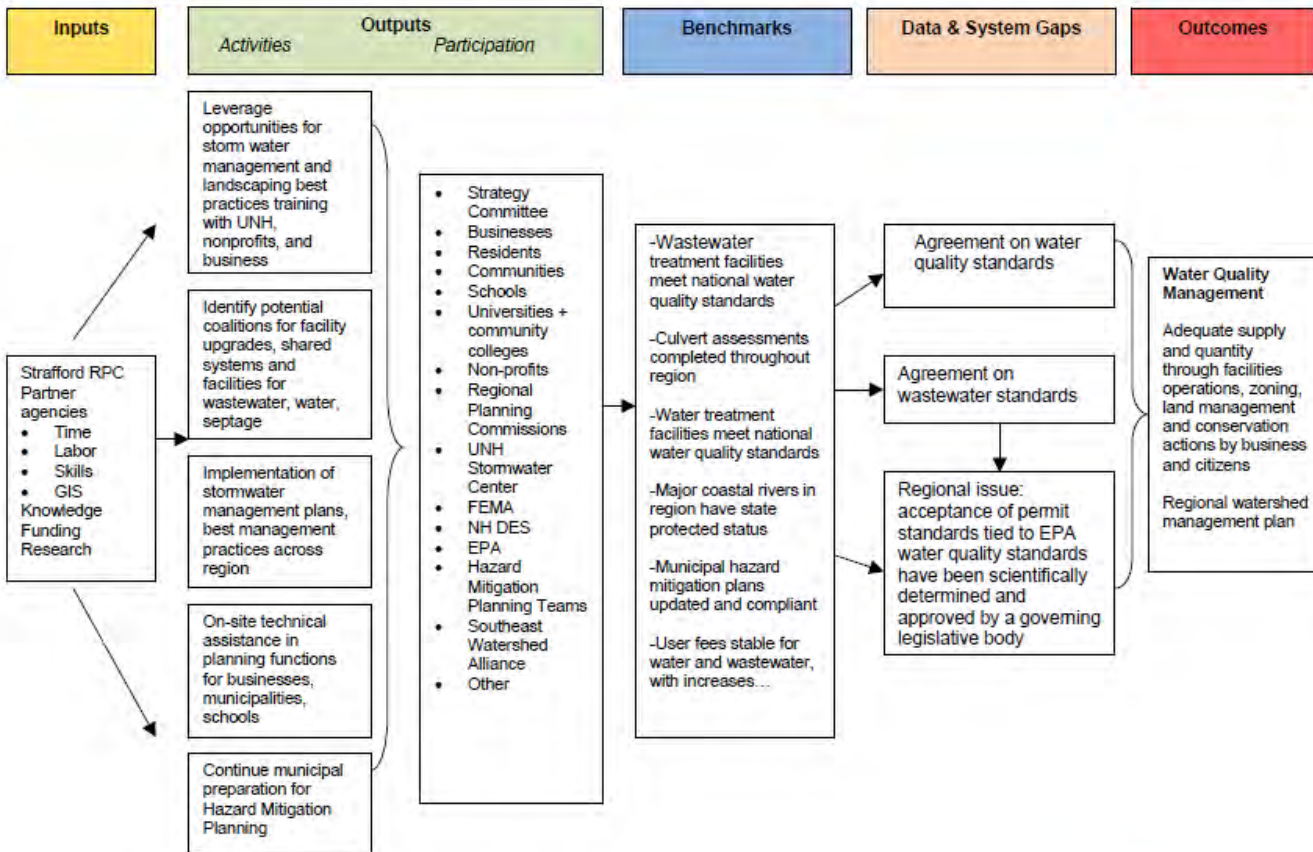 Inputs
Outputs
Activities
Participation
Benchmarks
Data & System Gaps
Outcomes
Strafford RPC
Partner
agencies
• Time
• Labor
• Skills
• GIS
Knowledge
Funding
Research
Leverage
opportunities for
storm water
management and
landscaping best
practices training
with UNH,
nonprofits, and
business
Identify potential
coalitions for facility
upgrades, shared
systems and
facilities for
wastewater, water,
septage
Implementation of
stormwater
management plans,
best management
practices across
region
On-site technical
assistance in
planning functions
for businesses,
municipalities,
schools
Continue municipal
preparation for
Hazard Mitigation
Planning
• Strategy
Committee
• Businesses
• Residents
• Communities
• Schools
• Universities +
community
colleges
• Non-profits
• Regional
Planning
Commissions
• UNH
Stormwater
Center
• FEMA
• NH DES
• EPA
• Hazard
Mitigation
Planning Teams
• Southeast
Watershed
Alliance
• Other
-Wastewater
treatment facilities
meet national water
quality standards
-Culvert assessments
completed throughout
region
-Water treatment
facilities meet national
water quality standards
-Major coastal rivers in
region have state
protected status
-Municipal hazard
mitigation plans
updated and compliant
-User fees stable for
water and wastewater,
with increases…
Agreement on water
quality standards
Agreement on
wastewater standards
Regional issue:
acceptance of permit
standards tied to EPA
water quality standards
have been scientifically
determined and
approved by a governing
legislative body
Water Quality
Management
Adequate supply
and quantity
through facilities
operations, zoning,
land management
and conservation
actions by business
and citizens
Regional watershed
management plan